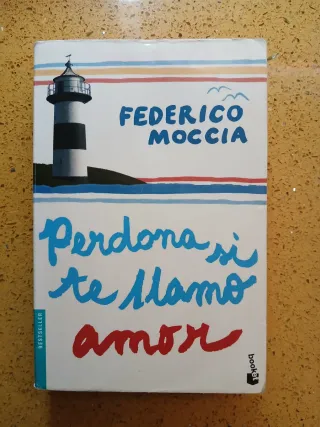 FEDERICO
MOCCIA
Perdona si
te llamo
amor
BESTSELLER
booket